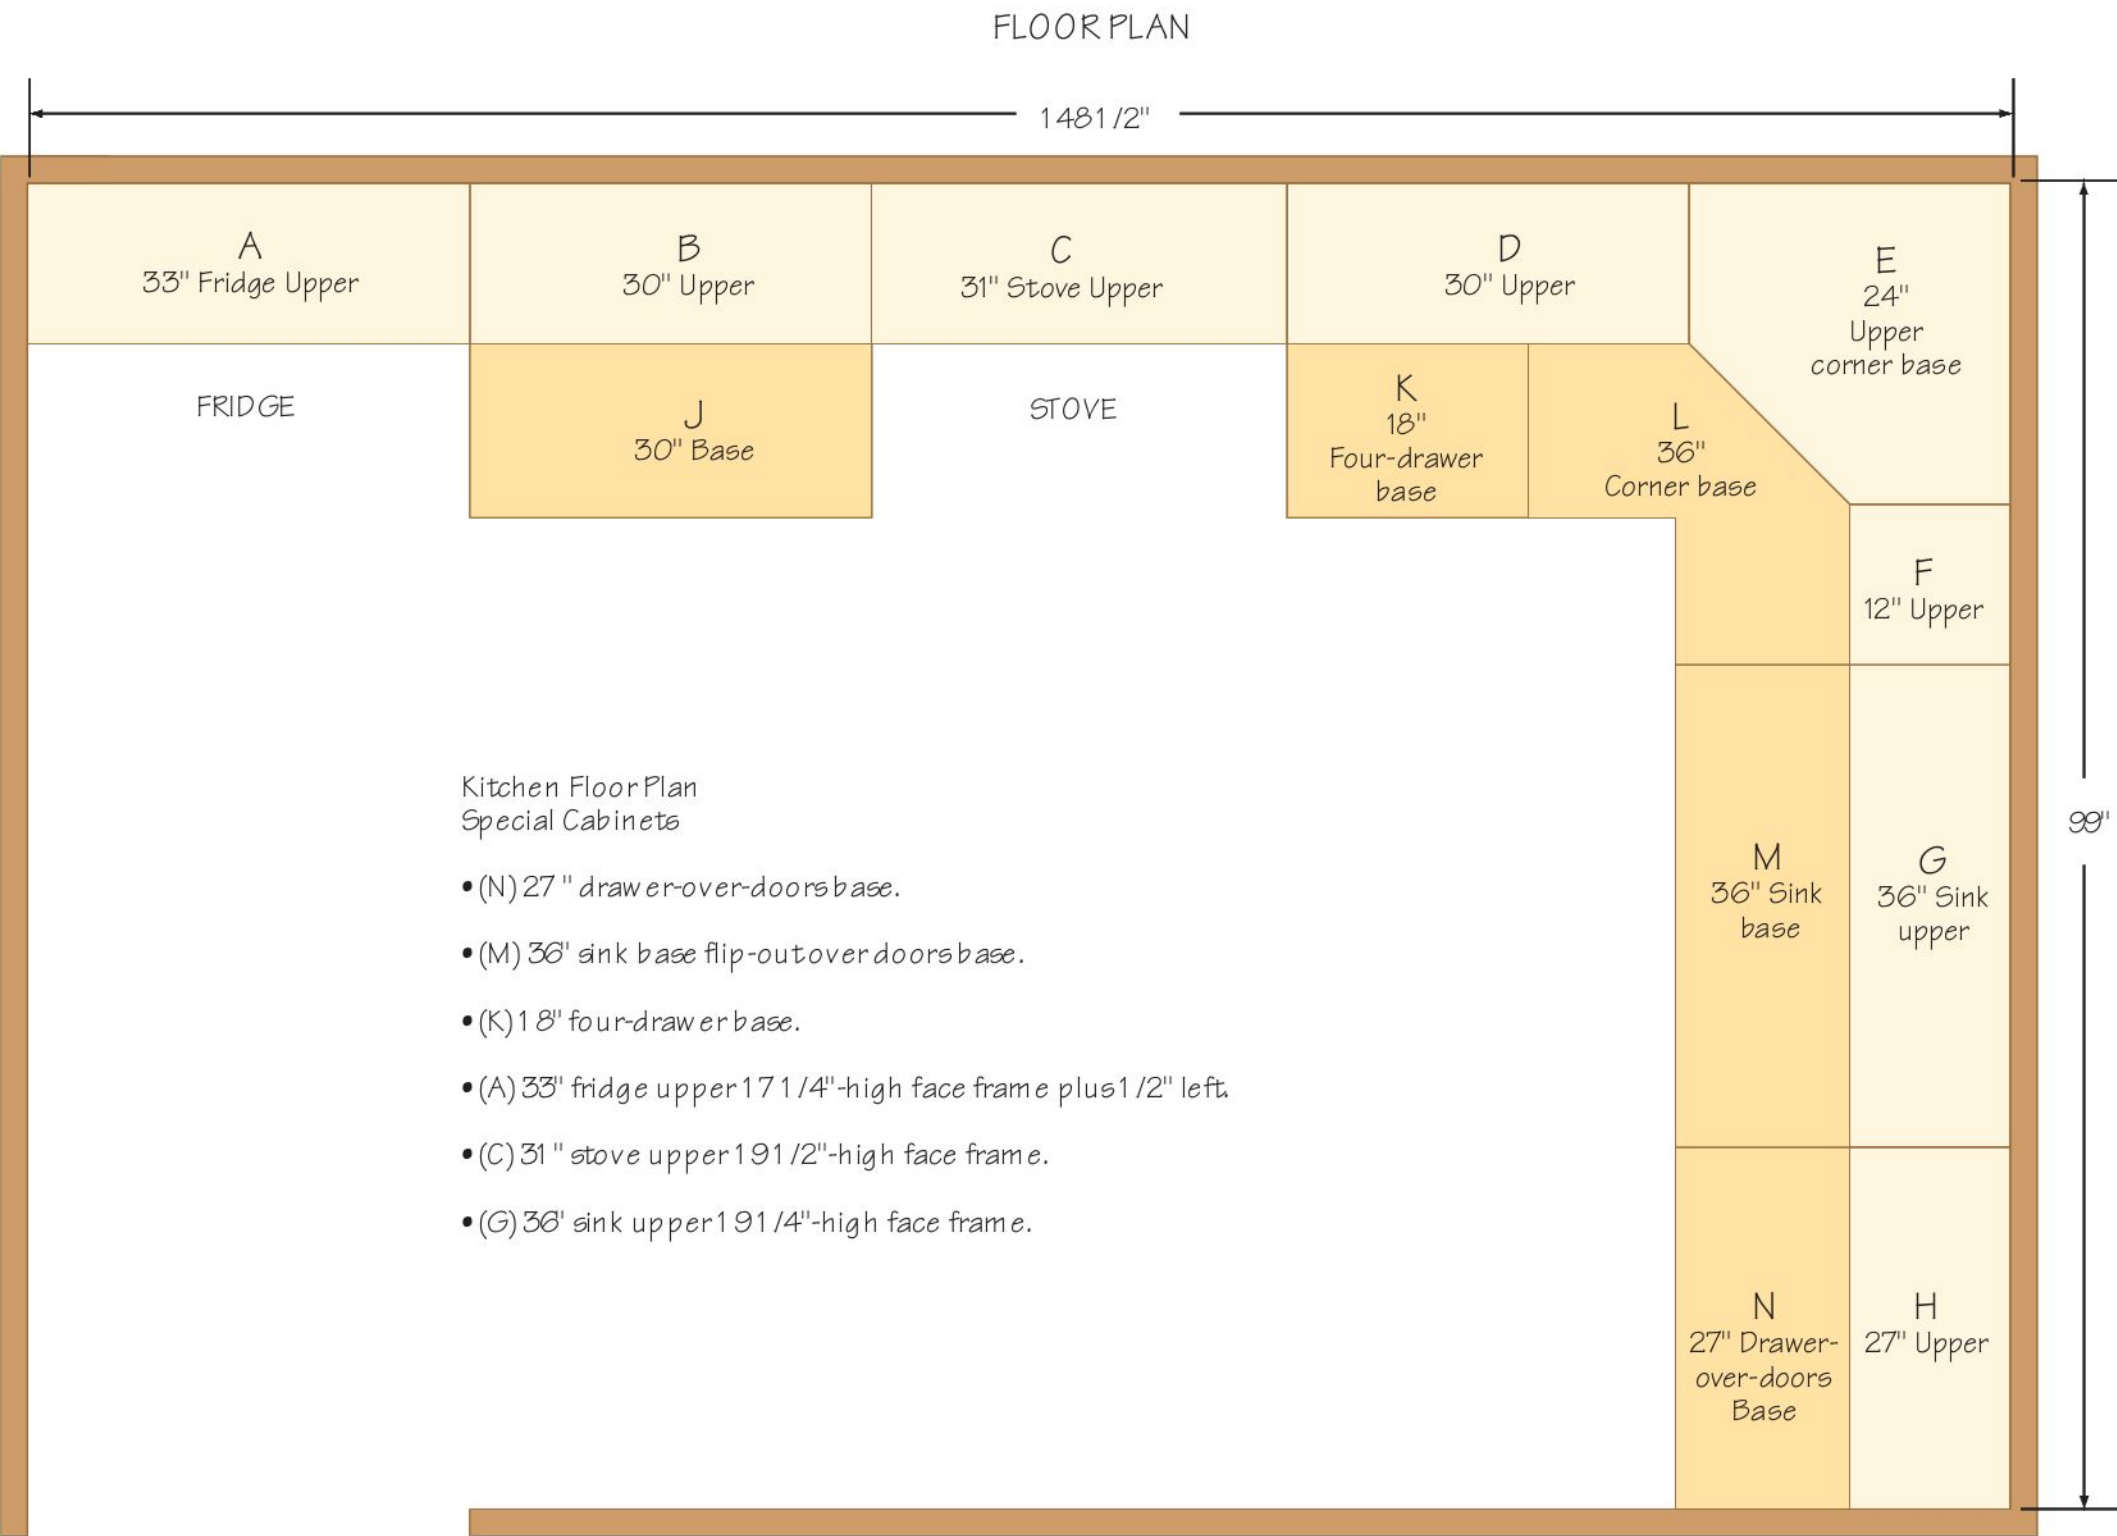 FLOOR PLAN
148 1/2"
A
33" Fridge Upper
B
30" Upper
C
31" Stove Upper
D
30" Upper
E
24"
Upper
corner base
FRIDGE
J
30" Base
STOVE
K
18"
Four-drawer
base
L
36"
Corner base
F
12" Upper
99"
Kitchen Floor Plan
Special Cabinets
• (N) 27" drawer-over-doors base.
• (M) 36" sink base flip-out over doors base.
• (K) 18" four-drawer base.
• (A) 33" fridge upper 17 1/4"-high face frame plus 1/2" left.
• (C) 31" stove upper 19 1/2"-high face frame.
• (G) 36" sink upper 19 1/4"-high face frame.
M
36" Sink
base
G
36" Sink
upper
N
27" Drawer-
over-doors
Base
H
27" Upper